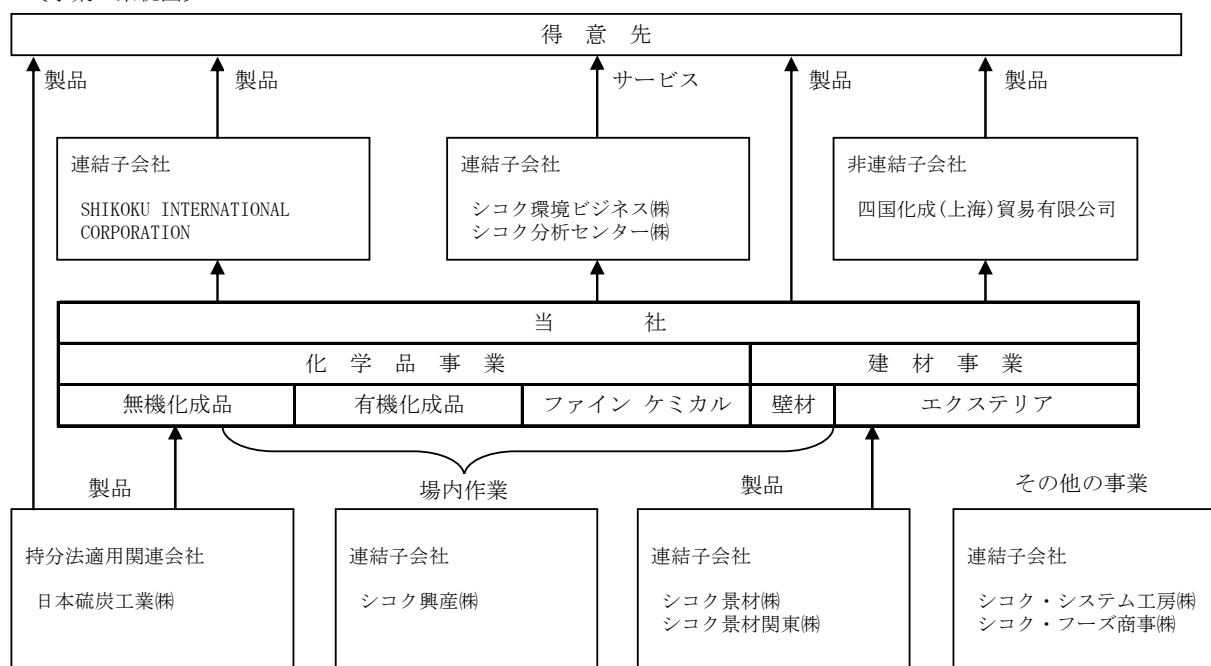 得意先
製品
製品
サービス
製品
製品
連結子会社
SHIKOKU INTERNATIONAL
CORPORATION
連結子会社
シコク環境ビジネス㈱
シコク分析センター㈱
非連結子会社
四国化成(上海)貿易有限公司
当社
化学品事業
建材事業
無機化成品
有機化成品
ファイン ケミカル
壁材
エクステリア
製品
場内作業
製品
その他の事業
持分法適用関連会社
日本硫炭工業㈱
連結子会社
シコク興産㈱
連結子会社
シコク景材㈱
シコク景材関東㈱
連結子会社
シコク・システム工房㈱
シコク・フーズ商事㈱